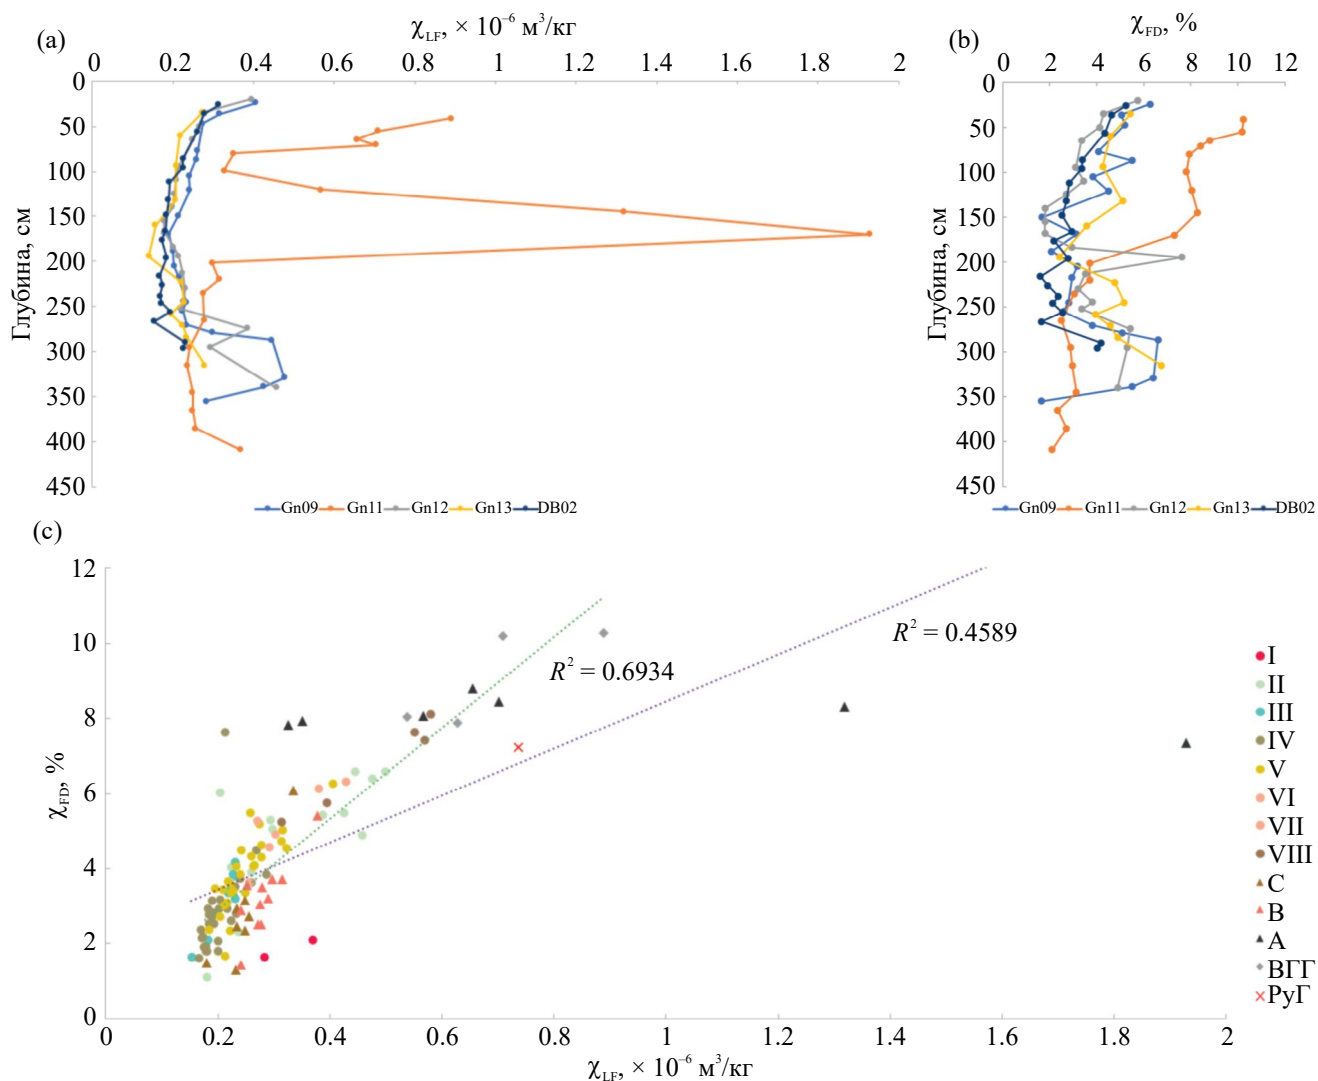 (a)
χLF, × 10⁻⁶ м³/кг
0 0.2 0.4 0.6 0.8 1 1.2 1.4 1.6 1.8 2
Глубина, см
0
50
100
150
200
250
300
350
400
450
Gn09 Gn11 Gn12 Gn13 DB02
(b)
χFD, %
0 2 4 6 8 10 12
Глубина, см
0
50
100
150
200
250
300
350
400
450
Gn09 Gn11 Gn12 Gn13 DB02
(c)
χFD, %
12
10
8
6
4
2
0
R² = 0.6934
R² = 0.4589
0 0.2 0.4 0.6 0.8 1 1.2 1.4 1.6 1.8 2
χLF, × 10⁻⁶ м³/кг
I
II
III
IV
V
VI
VII
VIII
C
B
A
ВГГ
РуГ